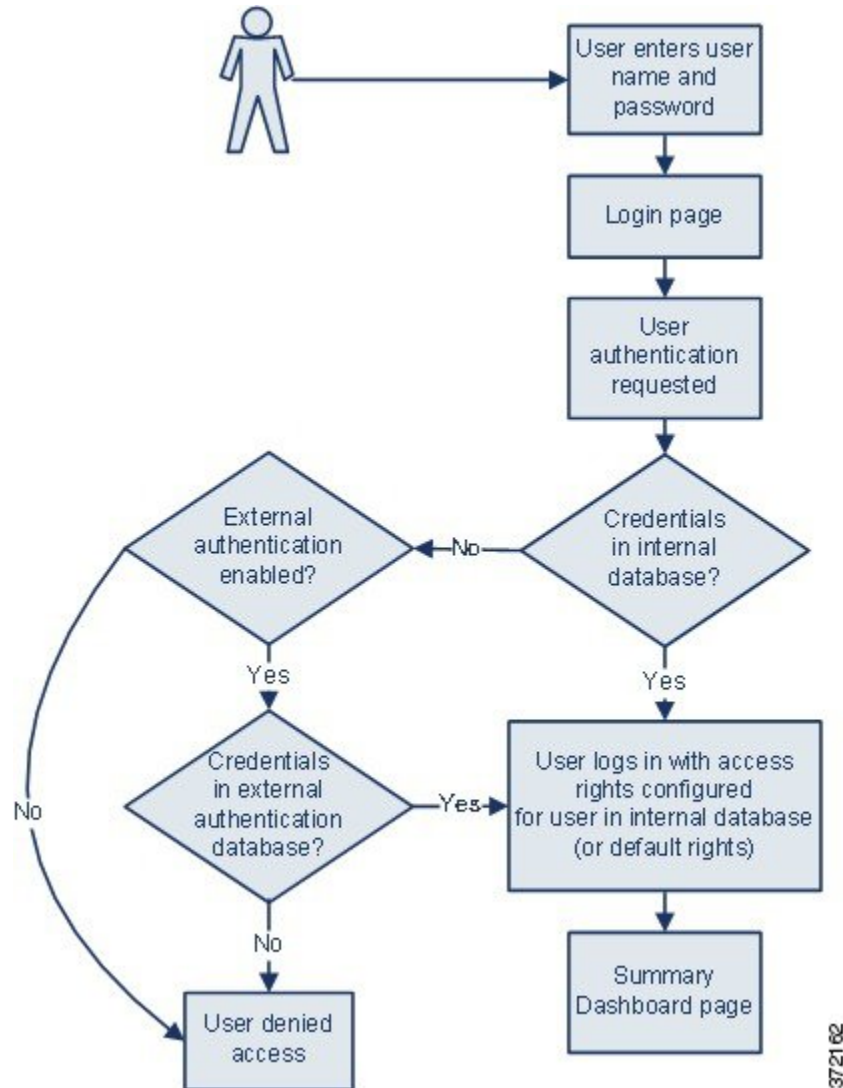 User enters user
name and
password
Login page
User
authentication
requested
Credentials
in internal
database?
No
External
authentication
enabled?
Yes
Yes
Credentials
in external
authentication
database?
Yes
User logs in with access
rights configured
for user in internal database
(or default rights)
No
No
User denied
access
Summary
Dashboard page
372162